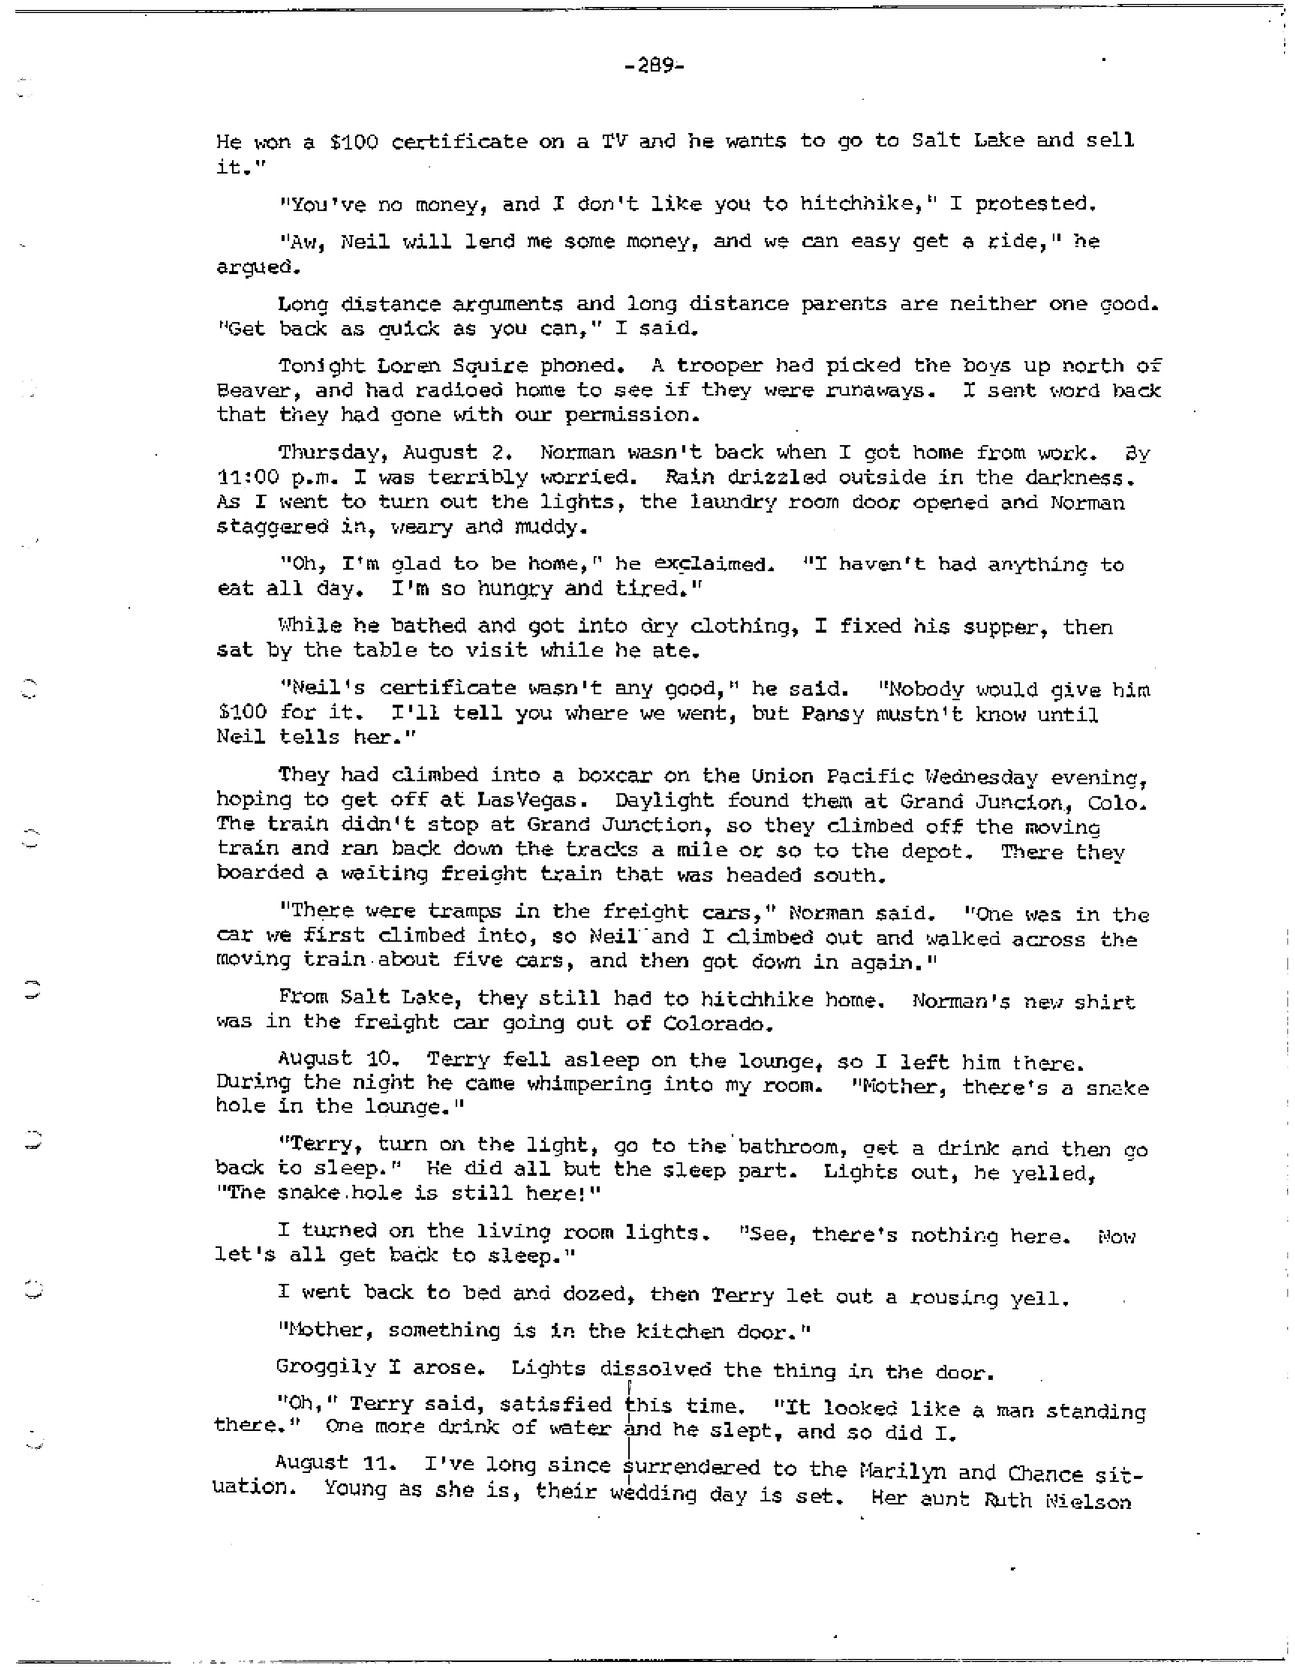 -289-
He won a $100 certificate on a TV and he wants to go to Salt Lake and sell
it."
"You've no money, and I don't like you to hitchhike," I protested.
"Aw, Neil will lend me some money, and we can easy get a ride," he
argued.
Long distance arguments and long distance parents are neither one good.
"Get back as quick as you can," I said.
Tonight Loren Squire phoned. A trooper had picked the boys up north of
Beaver, and had radioed home to see if they were runaways. I sent word back
that they had gone with our permission.
Thursday, August 2. Norman wasn't back when I got home from work. By
11:00 p.m. I was terribly worried. Rain drizzled outside in the darkness.
As I went to turn out the lights, the laundry room door opened and Norman
staggered in, weary and muddy.
"Oh, I'm glad to be home," he exclaimed. "I haven't had anything to
eat all day. I'm so hungry and tired."
While he bathed and got into dry clothing, I fixed his supper, then
sat by the table to visit while he ate.
"Neil's certificate wasn't any good," he said. "Nobody would give him
$100 for it. I'll tell you where we went, but Pansy mustn't know until
Neil tells her."
They had climbed into a boxcar on the Union Pacific Wednesday evening,
hoping to get off at LasVegas. Daylight found them at Grand Juncion, Colo.
The train didn't stop at Grand Junction, so they climbed off the moving
train and ran back down the tracks a mile or so to the depot. There they
boarded a waiting freight train that was headed south.
"There were tramps in the freight cars," Norman said. "One was in the
car we first climbed into, so Neil and I climbed out and walked across the
moving train about five cars, and then got down in again."
From Salt Lake, they still had to hitchhike home. Norman's new shirt
was in the freight car going out of Colorado.
August 10. Terry fell asleep on the lounge, so I left him there.
During the night he came whimpering into my room. "Mother, there's a snake
hole in the lounge."
"Terry, turn on the light, go to the bathroom, get a drink and then go
back to sleep." He did all but the sleep part. Lights out, he yelled,
"The snake hole is still here!"
I turned on the living room lights. "See, there's nothing here. Now
let's all get back to sleep."
I went back to bed and dozed, then Terry let out a rousing yell.
"Mother, something is in the kitchen door."
Groggily I arose. Lights dissolved the thing in the door.
"Oh," Terry said, satisfied this time. "It looked like a man standing
there." One more drink of water and he slept, and so did I.
August 11. I've long since surrendered to the Marilyn and Chance sit-
uation. Young as she is, their wedding day is set. Her aunt Ruth Nielson